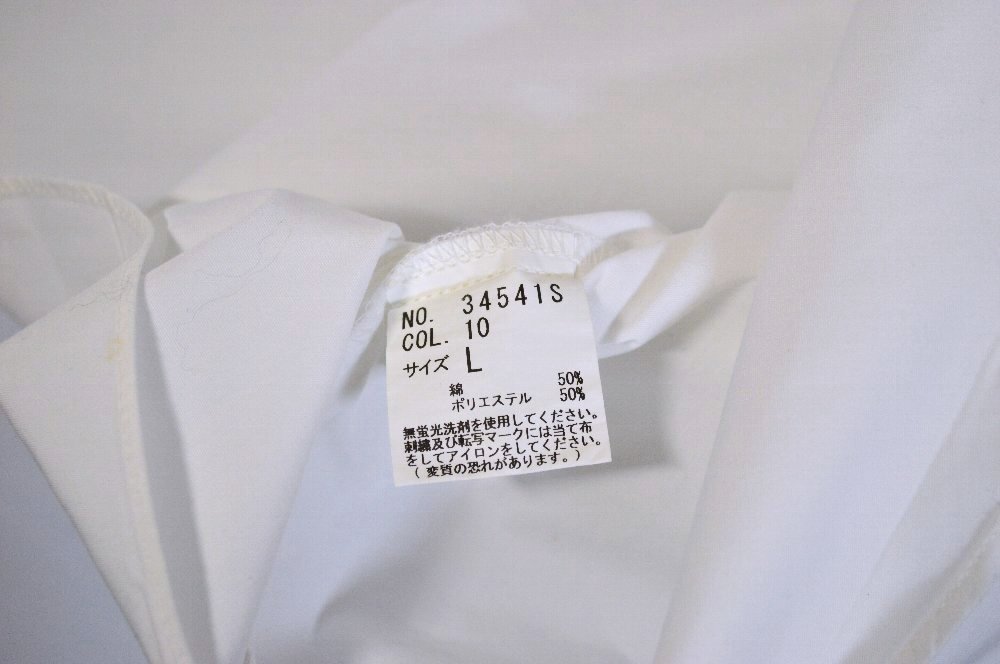 NO. 34541S
COL. 10
サイズ L
綿 50%
ポリエステル 50%
無蛍光洗剤を使用してください。
刺繍及び転写マークには当て布
をしてアイロンをしてください。
(変質の恐れがあります。)